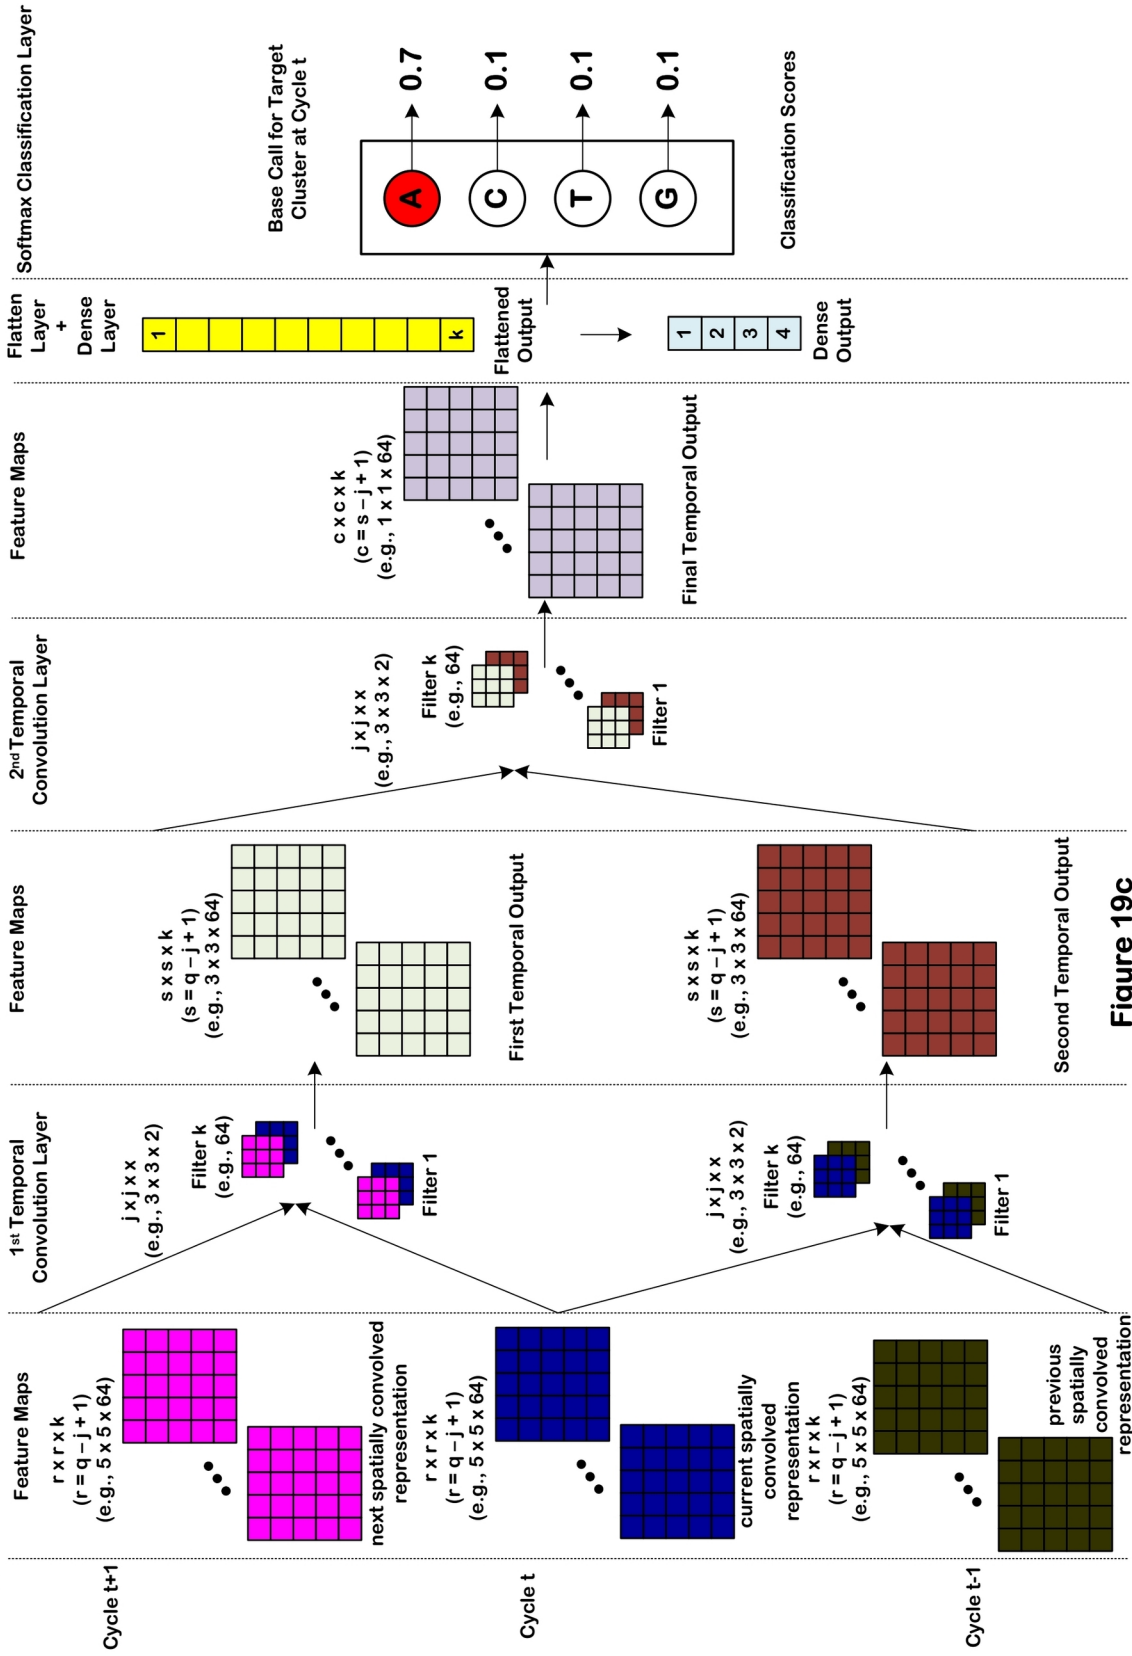 Cycle t+1
Cycle t
Cycle t-1
Feature Maps
r x r x k
(r = q – j + 1)
(e.g., 5 x 5 x 64)
next spatially convolved
representation
r x r x k
(r = q – j + 1)
(e.g., 5 x 5 x 64)
current spatially
convolved
representation
r x r x k
(r = q – j + 1)
(e.g., 5 x 5 x 64)
previous
spatially
convolved
representation
1st Temporal
Convolution Layer
j x j x x
(e.g., 3 x 3 x 2)
Filter k
(e.g., 64)
Filter 1
j x j x x
(e.g., 3 x 3 x 2)
Filter k
(e.g., 64)
Filter 1
Feature Maps
s x s x k
(s = q – j + 1)
(e.g., 3 x 3 x 64)
First Temporal Output
s x s x k
(s = q – j + 1)
(e.g., 3 x 3 x 64)
Second Temporal Output
2nd Temporal
Convolution Layer
j x j x x
(e.g., 3 x 3 x 2)
Filter k
(e.g., 64)
Filter 1
Feature Maps
c x c x k
(c = s – j + 1)
(e.g., 1 x 1 x 64)
Final Temporal Output
Flatten
Layer
+
Dense
Layer
1
k
Flattened
Output
1
2
3
4
Dense
Output
Softmax Classification Layer
Base Call for Target
Cluster at Cycle t
A 0.7
C 0.1
T 0.1
G 0.1
Classification Scores
Figure 19c